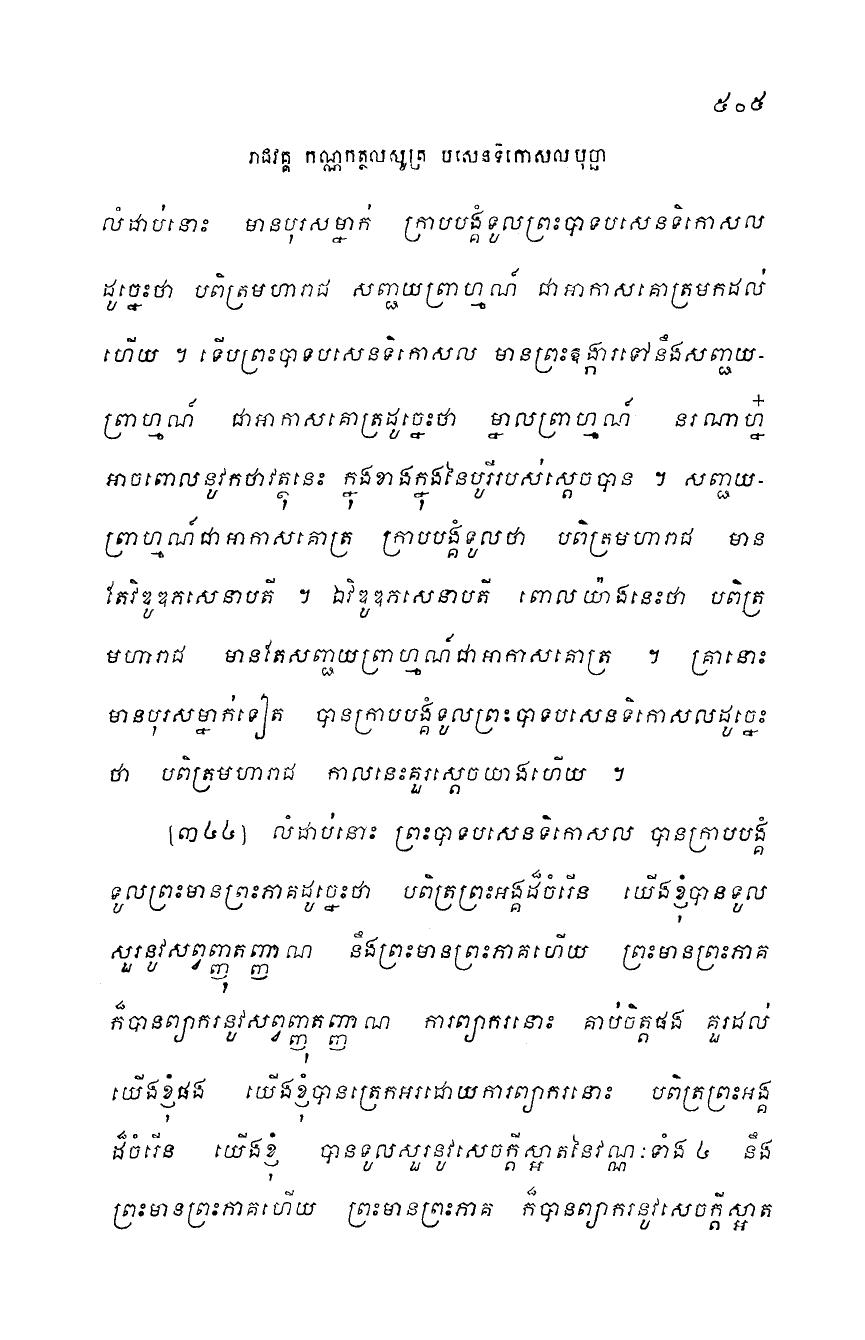 ៥០៥
រាជវគ្គ កណ្ណកត្ថលសូត្រ បសេនទិកោសលបុច្ឆា
លំដាប់នោះ មានបុរសម្នាក់ ក្រាបបង្គំទូលព្រះបាទបសេនទិកោសល
ដូច្នេះថា បពិត្រមហារាជ សញ្ជយព្រាហ្មណ៍ ជាអាកាសគោត្រមកដល់
ហើយ ។ ទើបព្រះបាទបសេនទិកោសល មានព្រះឧង្ការទៅនឹងសញ្ជយ-
ព្រាហ្មណ៍ ជាអាកាសគោត្រដូច្នេះថា ម្នាលព្រាហ្មណ៍ នរណាហ្ន៎
អាចពោលនូវកថាវត្ថុនេះ ក្នុងខាងក្នុងនៃបូរីរបស់ស្តេចបាន ។ សញ្ជយ-
ព្រាហ្មណ៍ជាអាកាសគោត្រ ក្រាបបង្គំទូលថា បពិត្រមហារាជ មាន
តែវិឌូឌភសេនាបតី ។ ឯវិឌូឌភសេនាបតី ពោលយ៉ាងនេះថា បពិត្រ
មហារាជ មានតែសញ្ជយព្រាហ្មណ៍ជាអាកាសគោត្រ ។ គ្រានោះ
មានបុរសម្នាក់ទៀត បានក្រាបបង្គំទូលព្រះបាទបសេនទិកោសលដូច្នេះ
ថា បពិត្រមហារាជ កាលនេះគួរស្តេចយាងហើយ ។
[៣៤៤] លំដាប់នោះ ព្រះបាទបសេនទិកោសល បានក្រាបបង្គំ
ទូលព្រះមានព្រះភាគដូច្នេះថា បពិត្រព្រះអង្គដ៏ចំរើន យើងខ្ញុំបានទូល
សួរនូវសព្វញ្ញុតញ្ញាណ នឹងព្រះមានព្រះភាគហើយ ព្រះមានព្រះភាគ
ក៏បានព្យាករនូវសព្វញ្ញុតញ្ញាណ ការព្យាករនោះ គាប់ចិត្តផង គួរដល់
យើងខ្ញុំផង យើងខ្ញុំបានត្រេកអរដោយការព្យាករនោះ បពិត្រព្រះអង្គ
ដ៏ចំរើន យើងខ្ញុំ បានទូលសួរនូវសេចក្តីស្អាតនៃវណ្ណៈទាំង ៤ នឹង
ព្រះមានព្រះភាគហើយ ព្រះមានព្រះភាគ ក៏បានព្យាករនូវសេចក្តីស្អាត